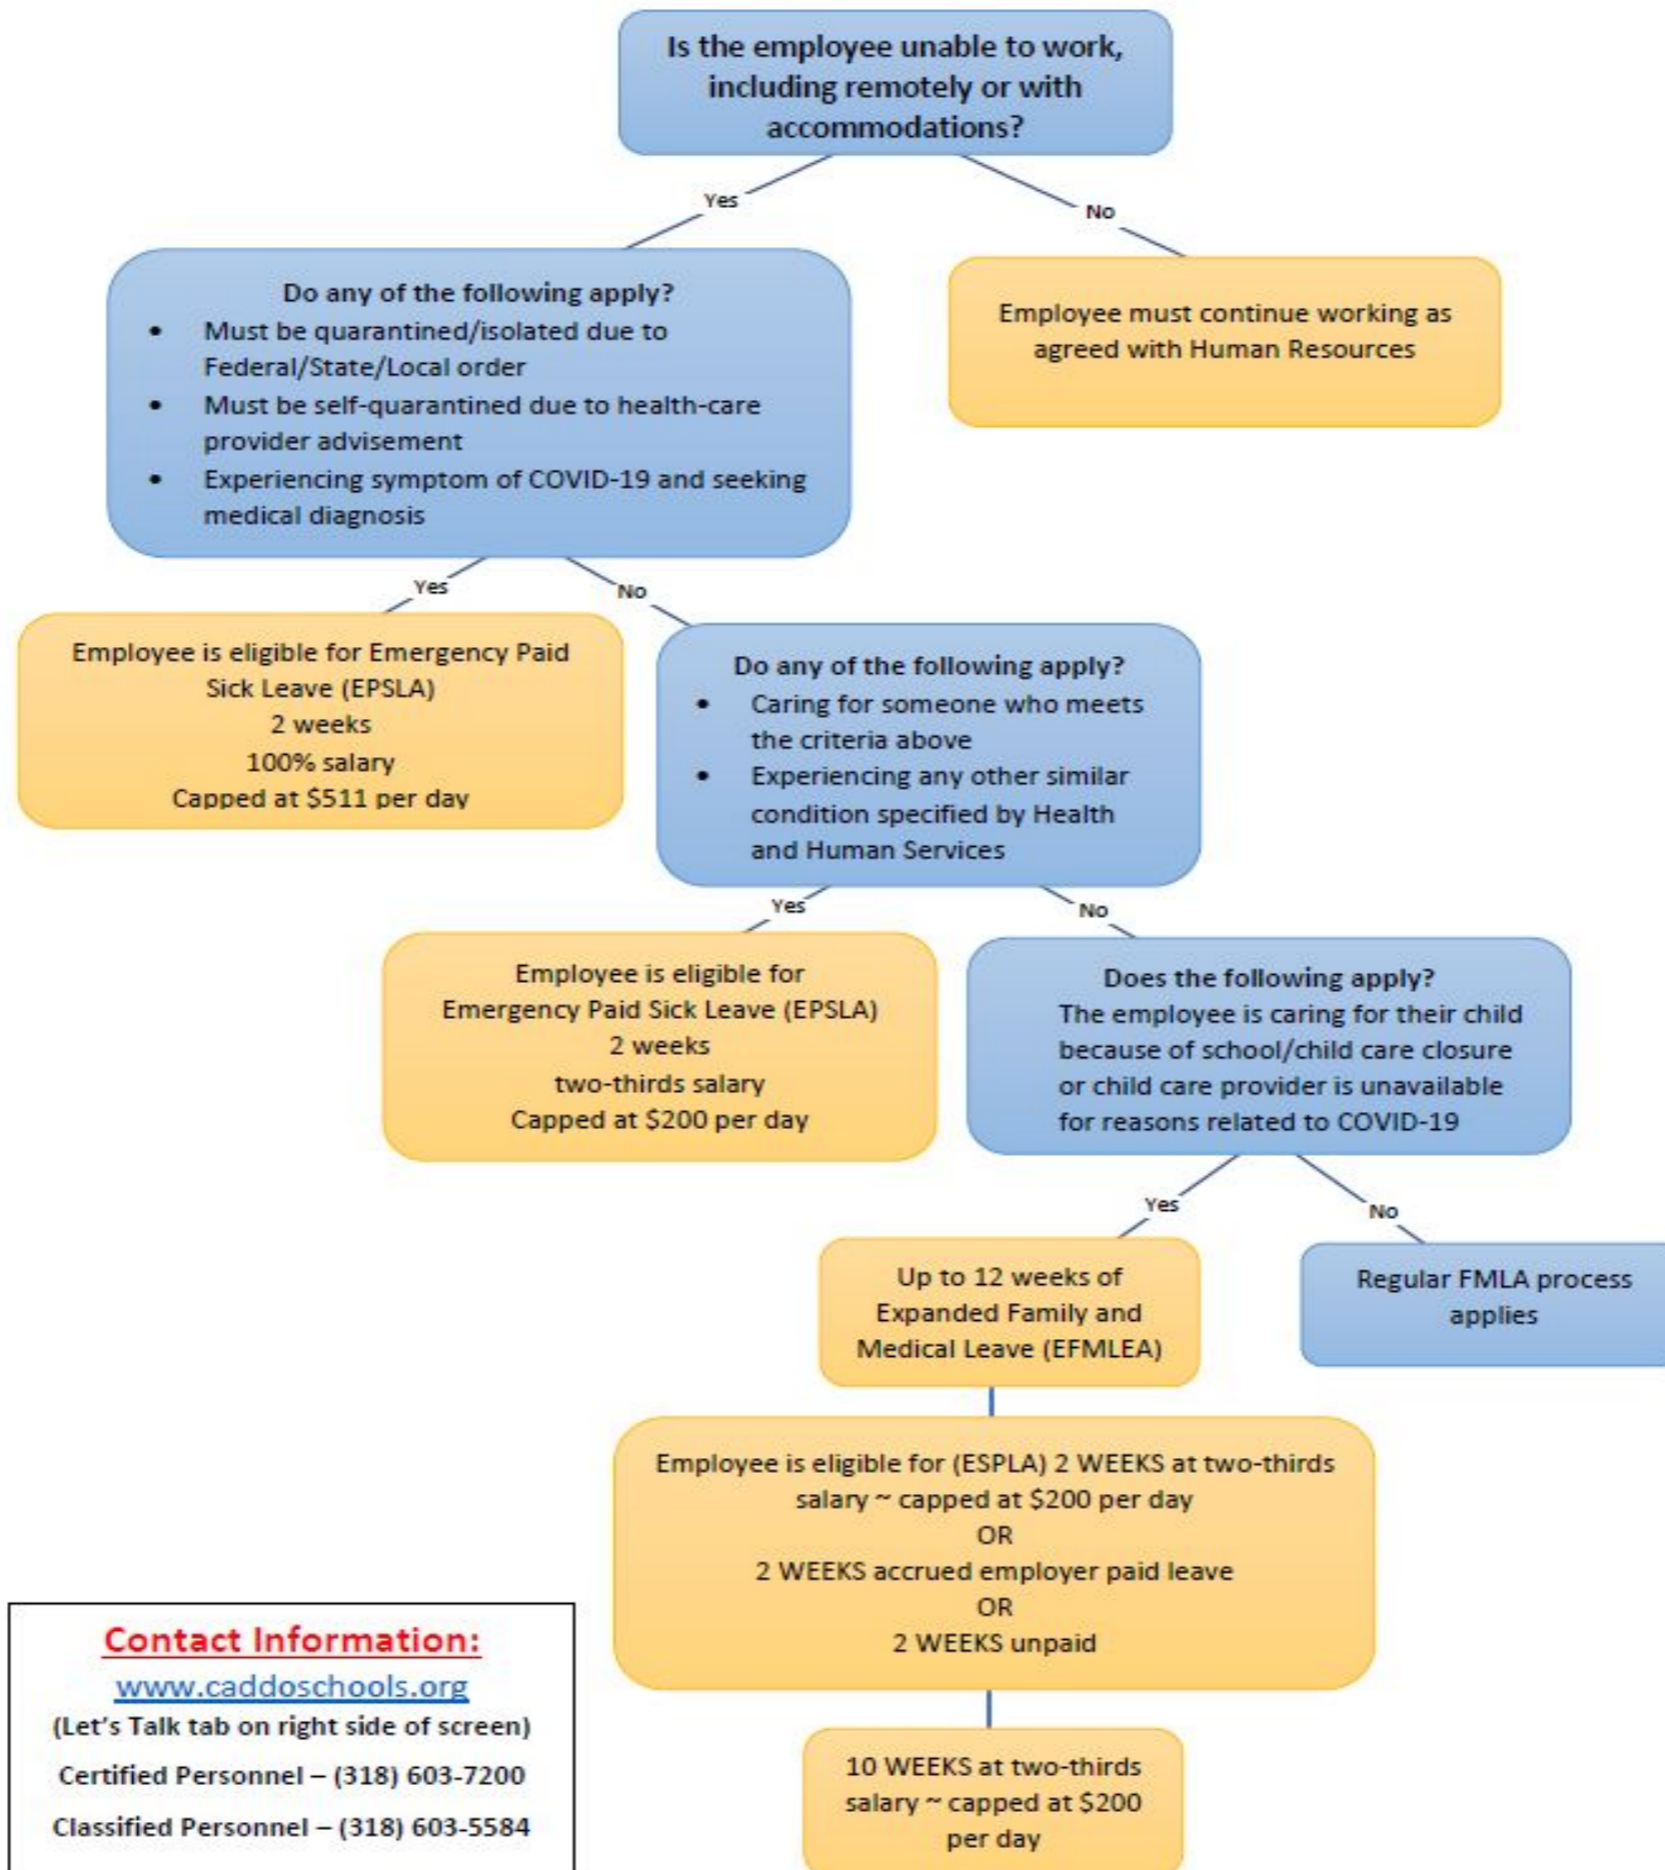 Is the employee unable to work,
including remotely or with
accommodations?
Yes
No
Do any of the following apply?
• Must be quarantined/isolated due to
Federal/State/Local order
• Must be self-quarantined due to health-care
provider advisement
• Experiencing symptom of COVID-19 and seeking
medical diagnosis
Employee must continue working as
agreed with Human Resources
Yes
No
Employee is eligible for Emergency Paid
Sick Leave (EPSLA)
2 weeks
100% salary
Capped at $511 per day
Do any of the following apply?
• Caring for someone who meets
the criteria above
• Experiencing any other similar
condition specified by Health
and Human Services
Yes
No
Employee is eligible for
Emergency Paid Sick Leave (EPSLA)
2 weeks
two-thirds salary
Capped at $200 per day
Does the following apply?
The employee is caring for their child
because of school/child care closure
or child care provider is unavailable
for reasons related to COVID-19
Yes
No
Up to 12 weeks of
Expanded Family and
Medical Leave (EFMLEA)
Regular FMLA process
applies
Employee is eligible for (ESPLA) 2 WEEKS at two-thirds
salary ~ capped at $200 per day
OR
2 WEEKS accrued employer paid leave
OR
2 WEEKS unpaid
10 WEEKS at two-thirds
salary ~ capped at $200
per day
Contact Information:
www.caddoschools.org
(Let's Talk tab on right side of screen)
Certified Personnel – (318) 603-7200
Classified Personnel – (318) 603-5584